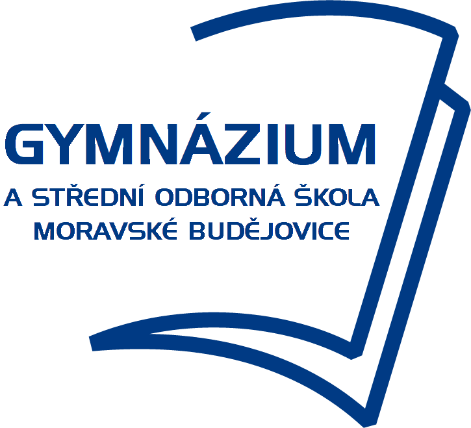 GYMNÁZIUM
A STŘEDNÍ ODBORNÁ ŠKOLA
MORAVSKÉ BUDĚJOVICE